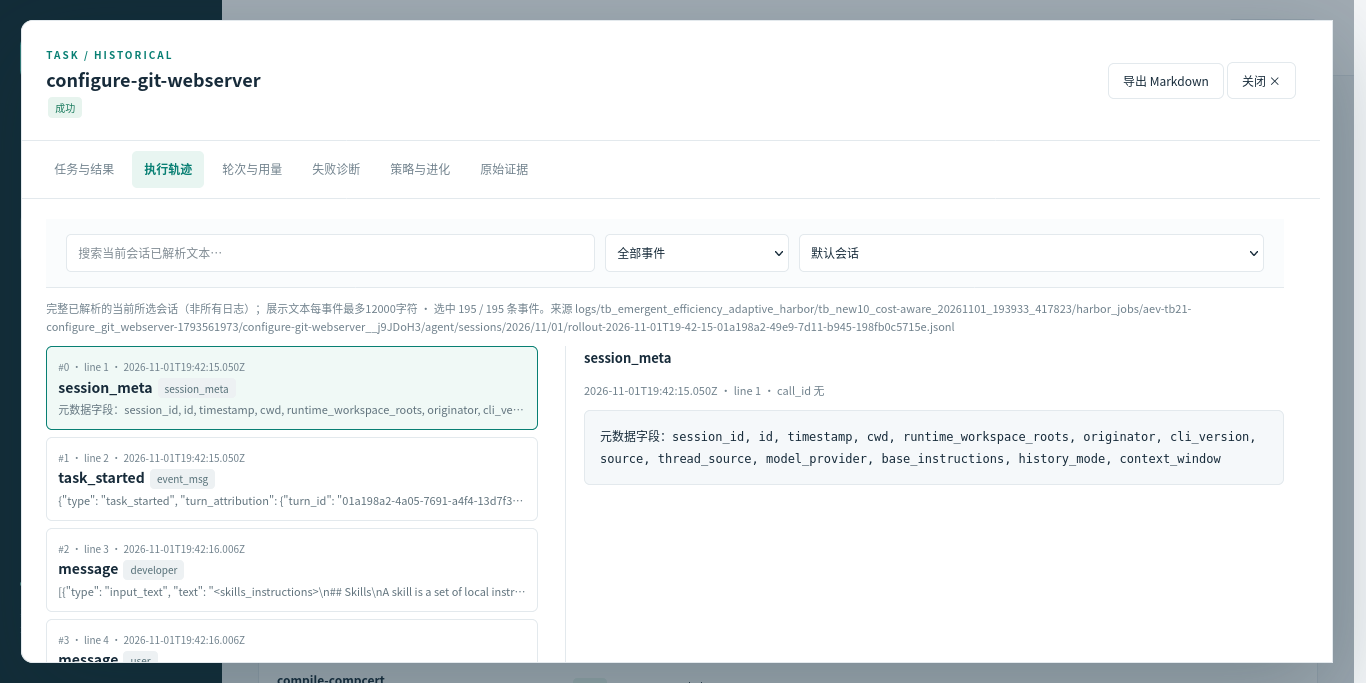 TASK / HISTORICAL
configure-git-webserver
成功
导出 Markdown
关闭 ×
任务与结果
执行轨迹
轮次与用量
失败诊断
策略与进化
原始证据
搜索当前会话已解析文本…
全部事件
默认会话
完整已解析的当前所选会话（非所有日志）；展示文本每事件最多12000字符 · 选中 195 / 195 条事件。来源 logs/tb_emergent_efficiency_adaptive_harbor/tb_new10_cost-aware_20261101_193933_417823/harbor_jobs/aev-tb21-
configure_git_webserver-1793561973/configure-git-webserver__j9JDoH3/agent/sessions/2026/11/01/rollout-2026-11-01T19-42-15-01a198a2-49e9-7d11-b945-198fb0c5715e.jsonl
#0 · line 1 · 2026-11-01T19:42:15.050Z
session_meta session_meta
元数据字段：session_id, id, timestamp, cwd, runtime_workspace_roots, originator, cli_ve…
#1 · line 2 · 2026-11-01T19:42:15.050Z
task_started event_msg
{"type": "task_started", "turn_attribution": {"turn_id": "01a198a2-4a05-7691-a4f4-13d7f3…
#2 · line 3 · 2026-11-01T19:42:16.006Z
message developer
[{"type": "input_text", "text": "<skills_instructions>\n## Skills\nA skill is a set of local instr…
#3 · line 4 · 2026-11-01T19:42:16.006Z
message user
session_meta
2026-11-01T19:42:15.050Z · line 1 · call_id 无
元数据字段：session_id, id, timestamp, cwd, runtime_workspace_roots, originator, cli_version,
source, thread_source, model_provider, base_instructions, history_mode, context_window
compile-compcert